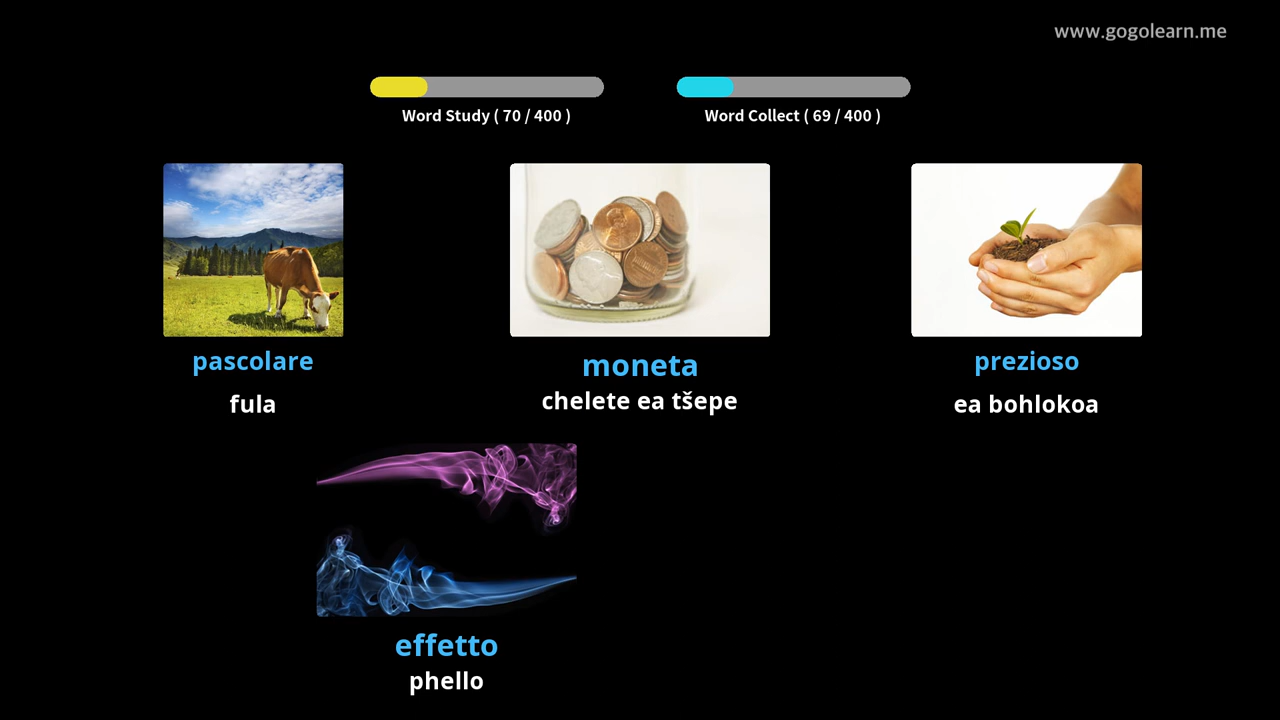 www.gogolearn.me
Word Study ( 70 / 400 )
Word Collect ( 69 / 400 )
pascolare
fula
moneta
chelete ea tšepe
prezioso
ea bohlokoa
effetto
phello